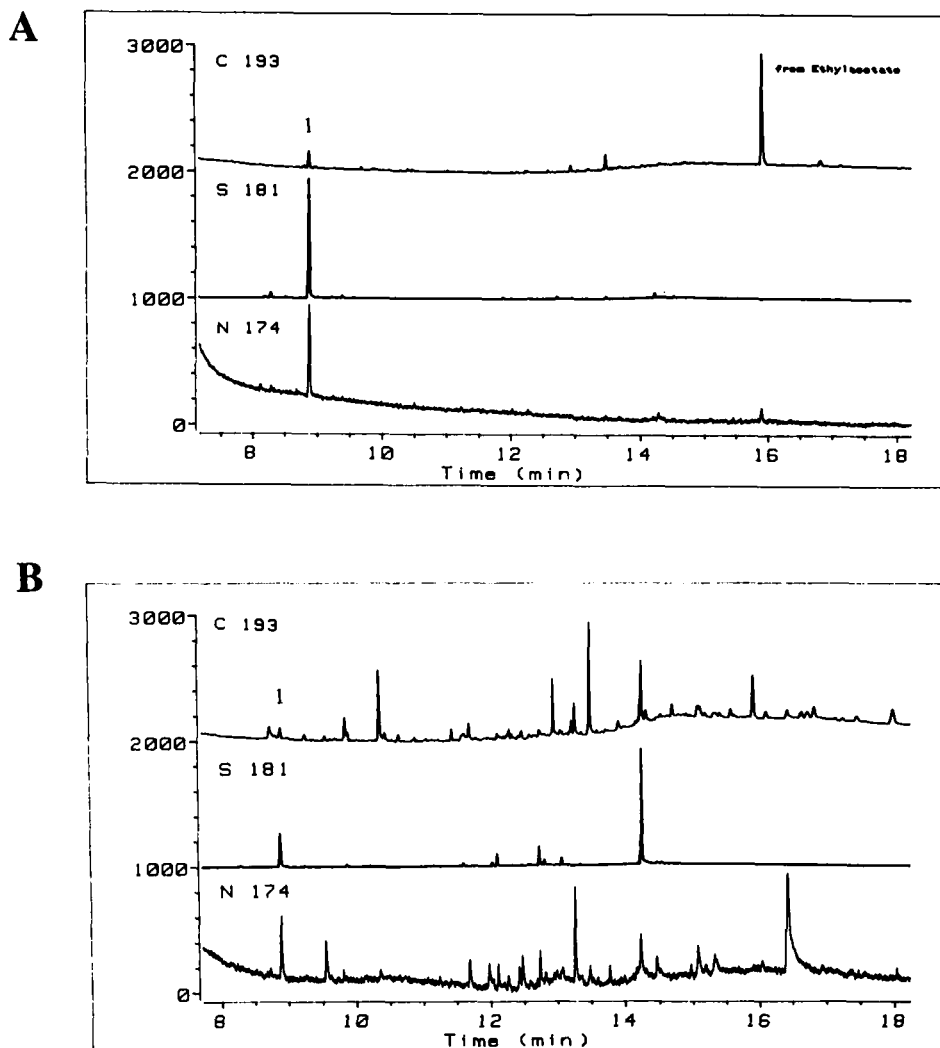 A
3000
C 193
from Ethylacetate
1
2000
S 181
1000
N 174
0
8 10 12 14 16 18
Time (min)
B
3000
C 193
1
2000
S 181
1000
N 174
0
8 10 12 14 16 18
Time (min)